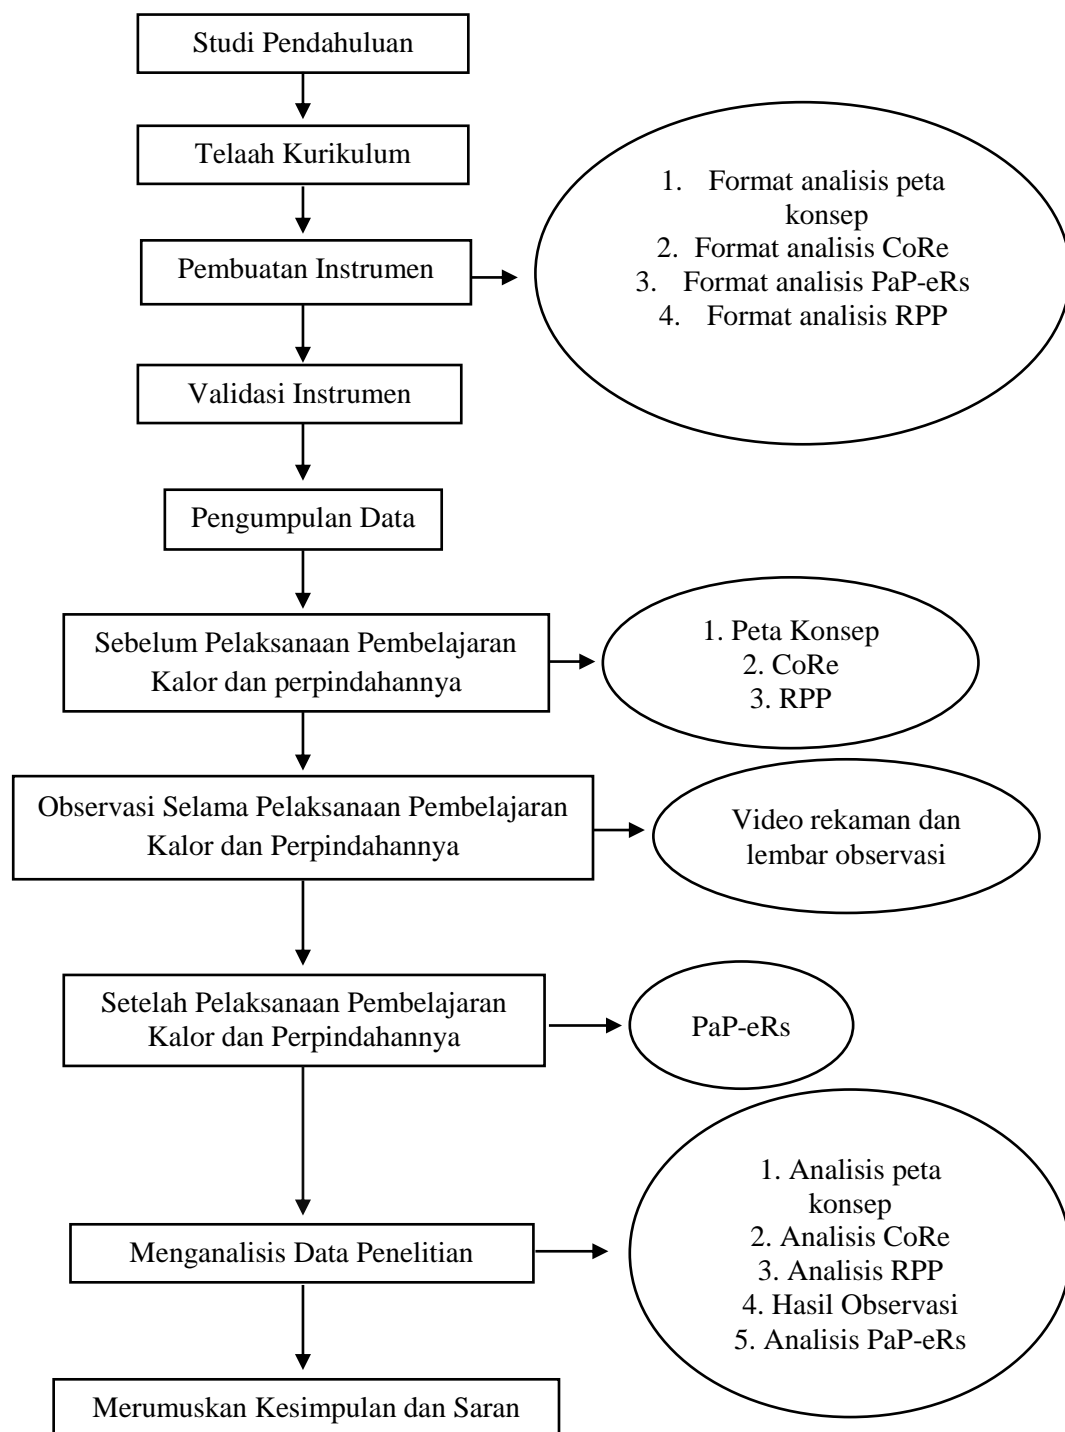 Studi Pendahuluan
Telaah Kurikulum
Pembuatan Instrumen
1. Format analisis peta
konsep
2. Format analisis CoRe
3. Format analisis PaP-eRs
4. Format analisis RPP
Validasi Instrumen
Pengumpulan Data
Sebelum Pelaksanaan Pembelajaran
Kalor dan perpindahannya
1. Peta Konsep
2. CoRe
3. RPP
Observasi Selama Pelaksanaan Pembelajaran
Kalor dan Perpindahannya
Video rekaman dan
lembar observasi
Setelah Pelaksanaan Pembelajaran
Kalor dan Perpindahannya
PaP-eRs
Menganalisis Data Penelitian
1. Analisis peta
konsep
2. Analisis CoRe
3. Analisis RPP
4. Hasil Observasi
5. Analisis PaP-eRs
Merumuskan Kesimpulan dan Saran